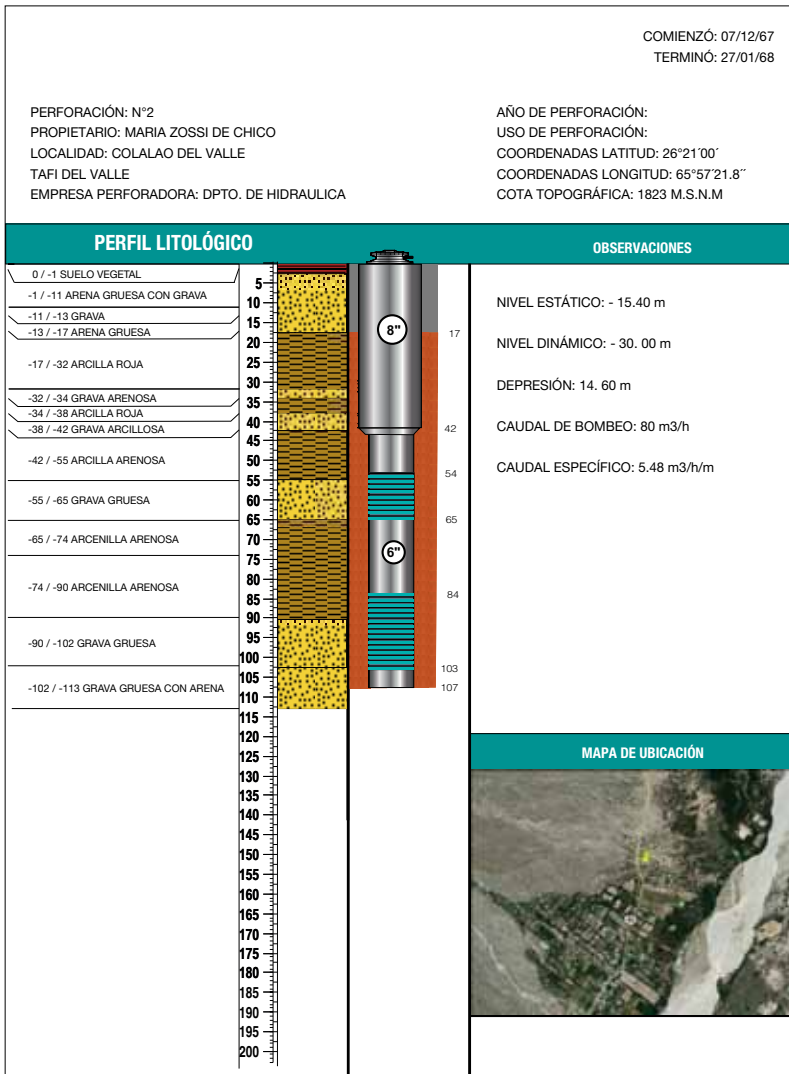 COMIENZÓ: 07/12/67
TERMINÓ: 27/01/68
PERFORACIÓN: N°2
PROPIETARIO: MARIA ZOSSI DE CHICO
LOCALIDAD: COLALAO DEL VALLE
TAFI DEL VALLE
EMPRESA PERFORADORA: DPTO. DE HIDRAULICA
AÑO DE PERFORACIÓN:
USO DE PERFORACIÓN:
COORDENADAS LATITUD: 26°21´00´
COORDENADAS LONGITUD: 65°57´21.8´´
COTA TOPOGRÁFICA: 1823 M.S.N.M
PERFIL LITOLÓGICO
OBSERVACIONES
0 / -1 SUELO VEGETAL
-1 / -11 ARENA GRUESA CON GRAVA
-11 / -13 GRAVA
-13 / -17 ARENA GRUESA
-17 / -32 ARCILLA ROJA
-32 / -34 GRAVA ARENOSA
-34 / -38 ARCILLA ROJA
-38 / -42 GRAVA ARCILLOSA
-42 / -55 ARCILLA ARENOSA
-55 / -65 GRAVA GRUESA
-65 / -74 ARCENILLA ARENOSA
-74 / -90 ARCENILLA ARENOSA
-90 / -102 GRAVA GRUESA
-102 / -113 GRAVA GRUESA CON ARENA
5
10
15
20
25
30
35
40
45
50
55
60
65
70
75
80
85
90
95
100
105
110
115
120
125
130
135
140
145
150
155
160
165
170
175
180
185
190
195
200
8"
6"
17
42
54
65
84
103
107
NIVEL ESTÁTICO: - 15.40 m
NIVEL DINÁMICO: - 30. 00 m
DEPRESIÓN: 14. 60 m
CAUDAL DE BOMBEO: 80 m3/h
CAUDAL ESPECÍFICO: 5.48 m3/h/m
MAPA DE UBICACIÓN